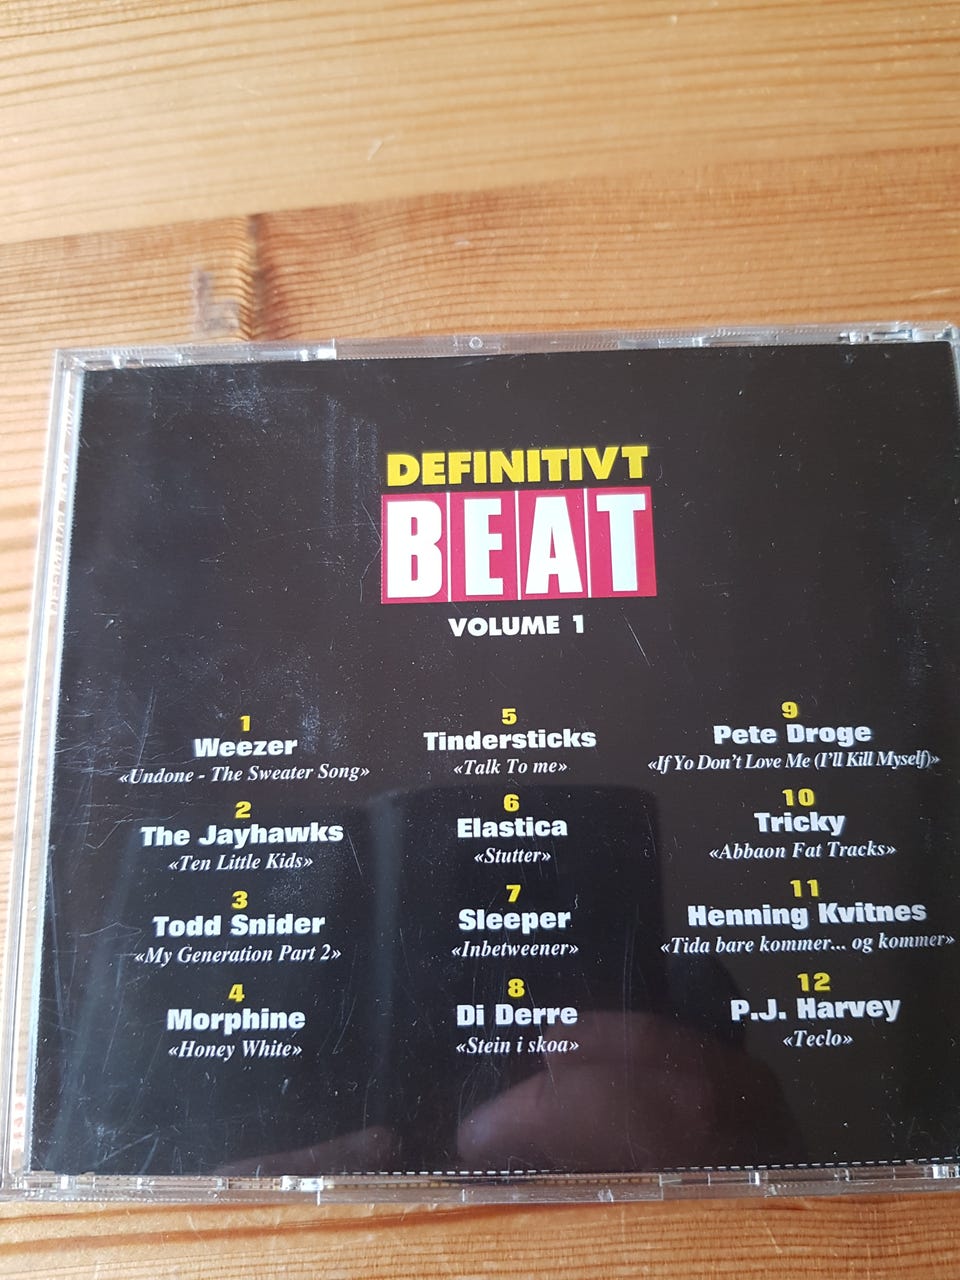 DEFINITIVT
BEAT
VOLUME 1
1
Weezer
«Undone - The Sweater Song»
2
The Jayhawks
«Ten Little Kids»
3
Todd Snider
«My Generation Part 2»
4
Morphine
«Honey White»
5
Tindersticks
«Talk To me»
6
Elastica
«Stutter»
7
Sleeper
«Inbetweener»
8
Di Derre
«Stein i skoa»
9
Pete Droge
«If Yo Don't Love Me (I'll Kill Myself)»
10
Tricky
«Abbaon Fat Tracks»
11
Henning Kvitnes
«Tida bare kommer... og kommer»
12
P.J. Harvey
«Teclo»